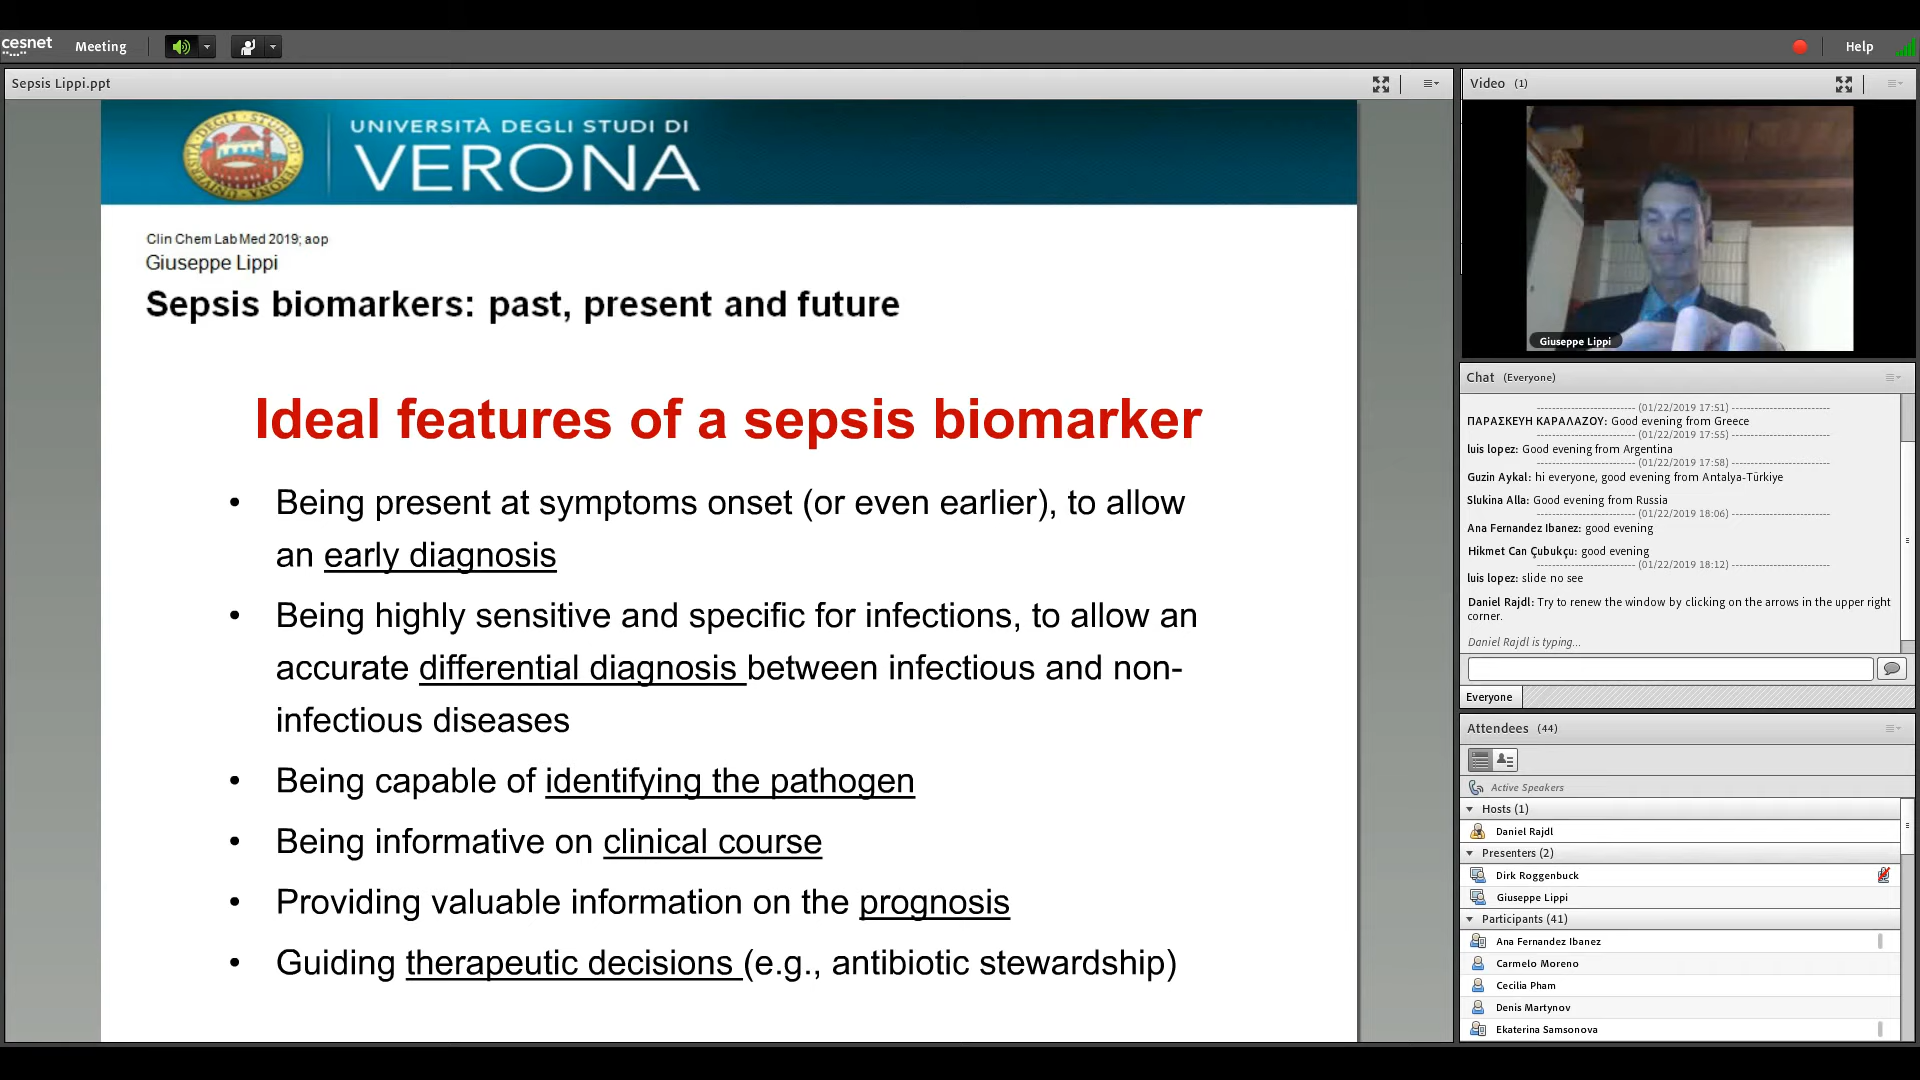 cesnet
Meeting
Help
Sepsis Lippi.ppt
UNIVERSITÀ DEGLI STUDI DI
VERONA
Clin Chem Lab Med 2019; aop
Giuseppe Lippi
Sepsis biomarkers: past, present and future
Ideal features of a sepsis biomarker
• Being present at symptoms onset (or even earlier), to allow
an early diagnosis
• Being highly sensitive and specific for infections, to allow an
accurate differential diagnosis between infectious and non-
infectious diseases
• Being capable of identifying the pathogen
• Being informative on clinical course
• Providing valuable information on the prognosis
• Guiding therapeutic decisions (e.g., antibiotic stewardship)
Video (1)
Giuseppe Lippi
Chat (Everyone)
------------------------- (01/22/2019 17:51) -------------------------
ΠΑΡΑΣΚΕΥΗ ΚΑΡΑΛΑΖΟΥ: Good evening from Greece
------------------------- (01/22/2019 17:55) -------------------------
luis lopez: Good evening from Argentina
------------------------- (01/22/2019 17:58) -------------------------
Guzin Aykal: hi everyone, good evening from Antalya-Türkiye
Slukina Alla: Good evening from Russia
------------------------- (01/22/2019 18:06) -------------------------
Ana Fernandez Ibanez: good evening
Hikmet Can Çubukçu: good evening
------------------------- (01/22/2019 18:12) -------------------------
luis lopez: slide no see
Daniel Rajdl: Try to renew the window by clicking on the arrows in the upper right
corner.
Daniel Rajdl is typing...
Everyone
Attendees (44)
Active Speakers
Hosts (1)
Daniel Rajdl
Presenters (2)
Dirk Roggenbuck
Giuseppe Lippi
Participants (41)
Ana Fernandez Ibanez
Carmelo Moreno
Cecilia Pham
Denis Martynov
Ekaterina Samsonova